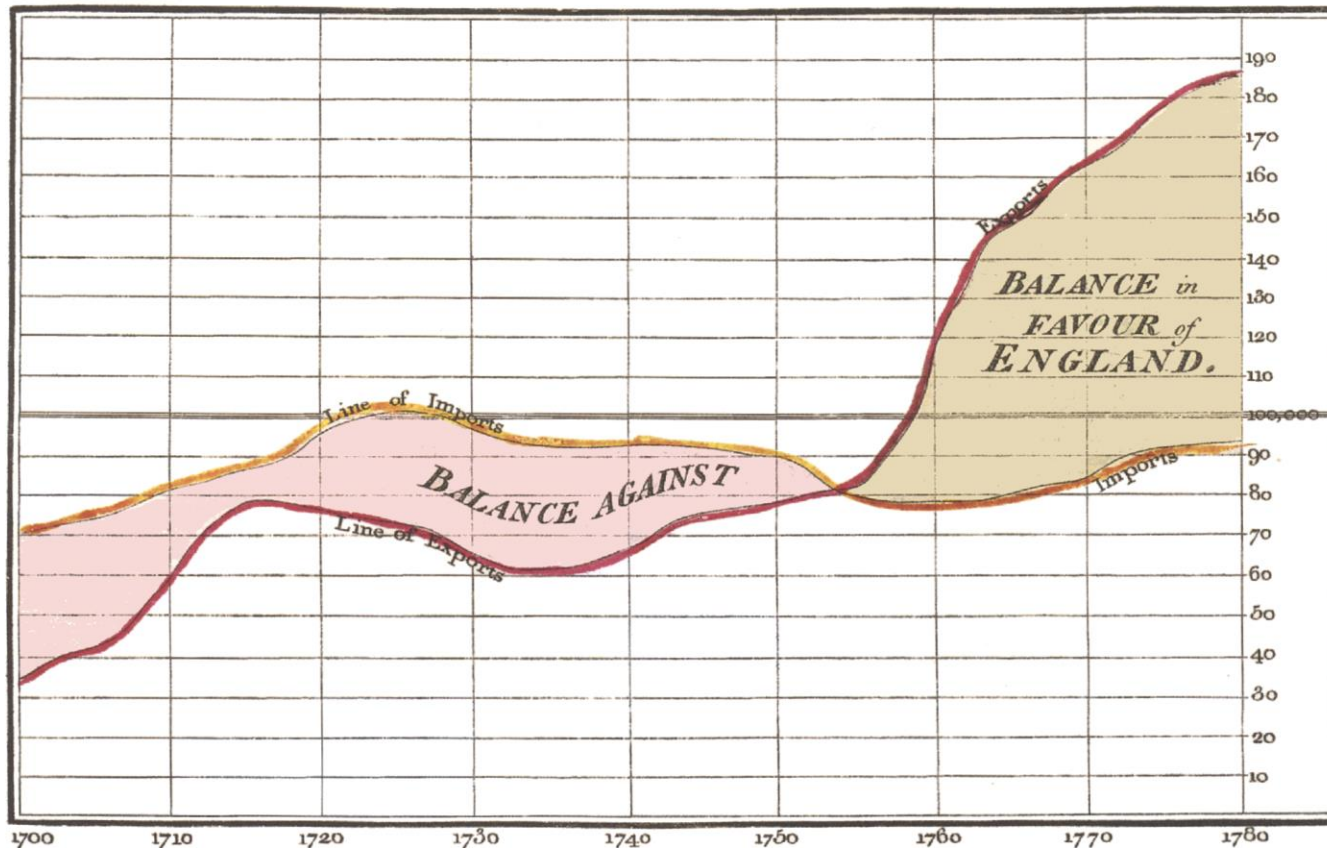 190
180
170
160
150
140
130
120
110
100,000
90
80
70
60
50
40
30
20
10
Exports
BALANCE in
FAVOUR of
ENGLAND.
Line of Imports
BALANCE AGAINST
Imports
Line of Exports
1700 1710 1720 1730 1740 1750 1760 1770 1780